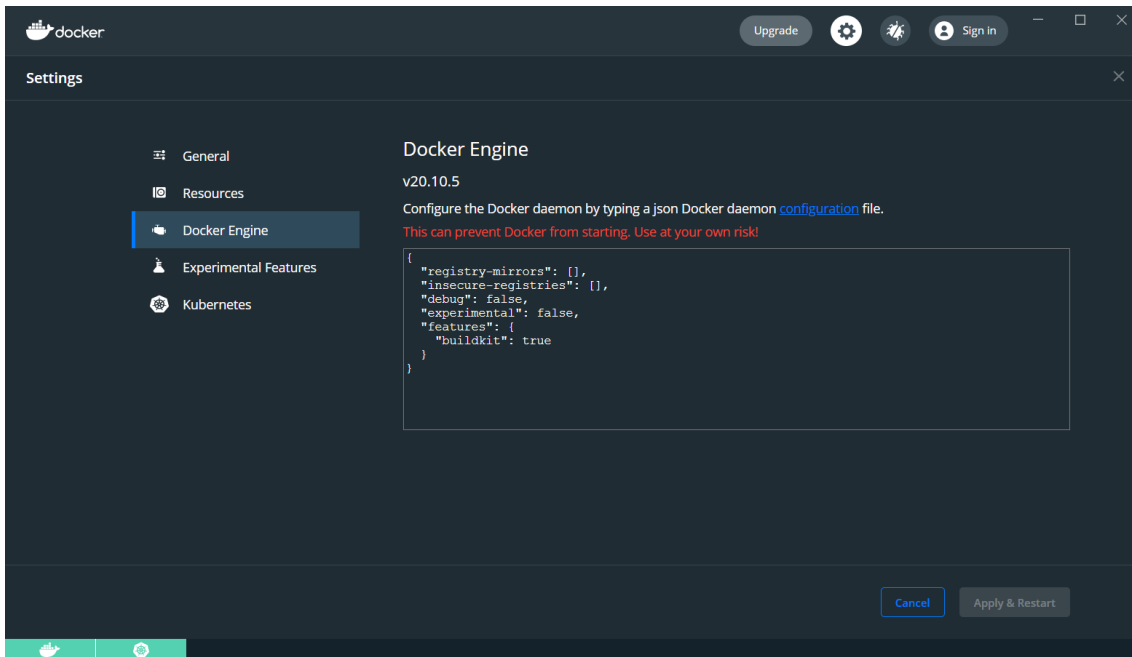 docker
Upgrade
Sign in
Settings
General
Resources
Docker Engine
Experimental Features
Kubernetes
Docker Engine
v20.10.5
Configure the Docker daemon by typing a json Docker daemon configuration file.
This can prevent Docker from starting. Use at your own risk!
{
  "registry-mirrors": [],
  "insecure-registries": [],
  "debug": false,
  "experimental": false,
  "features": {
    "buildkit": true
  }
}
Cancel
Apply & Restart